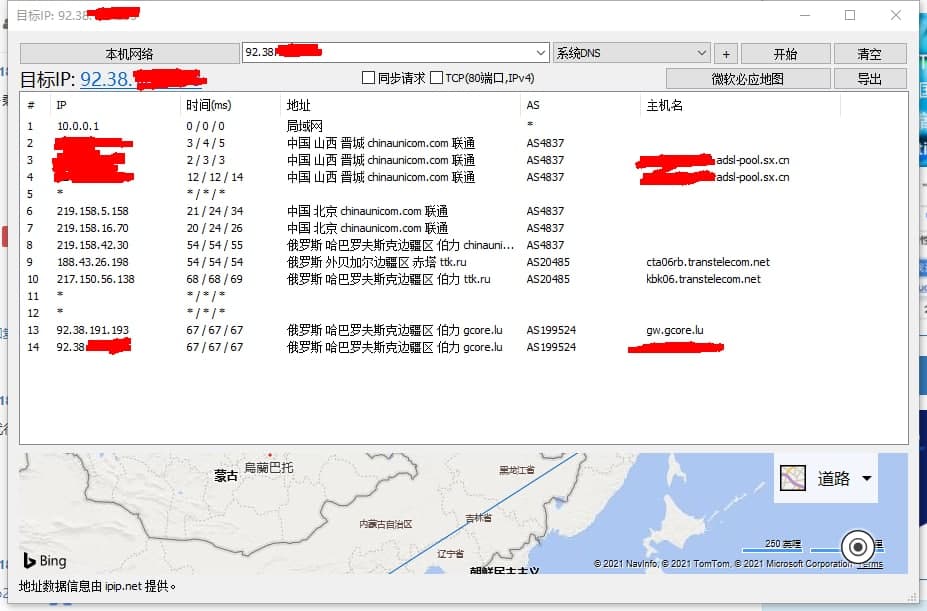 目标IP: 92.38.
本机网络 92.38. 系统DNS + 开始 清空
目标IP: 92.38. 同步请求 TCP(80端口,IPv4) 微软必应地图 导出
# IP 时间(ms) 地址 AS 主机名
1 10.0.0.1 0 / 0 / 0 局域网 *
2 3 / 4 / 5 中国 山西 晋城 chinaunicom.com 联通 AS4837
3 2 / 3 / 3 中国 山西 晋城 chinaunicom.com 联通 AS4837 adsl-pool.sx.cn
4 12 / 12 / 14 中国 山西 晋城 chinaunicom.com 联通 AS4837 adsl-pool.sx.cn
5 * * / * / *
6 219.158.5.158 21 / 24 / 34 中国 北京 chinaunicom.com 联通 AS4837
7 219.158.16.70 20 / 24 / 26 中国 北京 chinaunicom.com 联通 AS4837
8 219.158.42.30 54 / 54 / 55 俄罗斯 哈巴罗夫斯克边疆区 伯力 chinauni... AS4837
9 188.43.26.198 54 / 54 / 54 俄罗斯 外贝加尔边疆区 赤塔 ttk.ru AS20485 cta06rb.transtelecom.net
10 217.150.56.138 68 / 68 / 69 俄罗斯 哈巴罗夫斯克边疆区 伯力 ttk.ru AS20485 kbk06.transtelecom.net
11 * * / * / *
12 * * / * / *
13 92.38.191.193 67 / 67 / 67 俄罗斯 哈巴罗夫斯克边疆区 伯力 gcore.lu AS199524 gw.gcore.lu
14 92.38 67 / 67 / 67 俄罗斯 哈巴罗夫斯克边疆区 伯力 gcore.lu AS199524
烏蘭巴托
蒙古
黑龙江省
道路
内蒙古自治区
吉林省
辽宁省
250 英里
Bing
朝鲜民主主义
© 2021 NavInfo, © 2021 TomTom, © 2021 Microsoft Corporation Terms
地址数据信息由 ipip.net 提供。